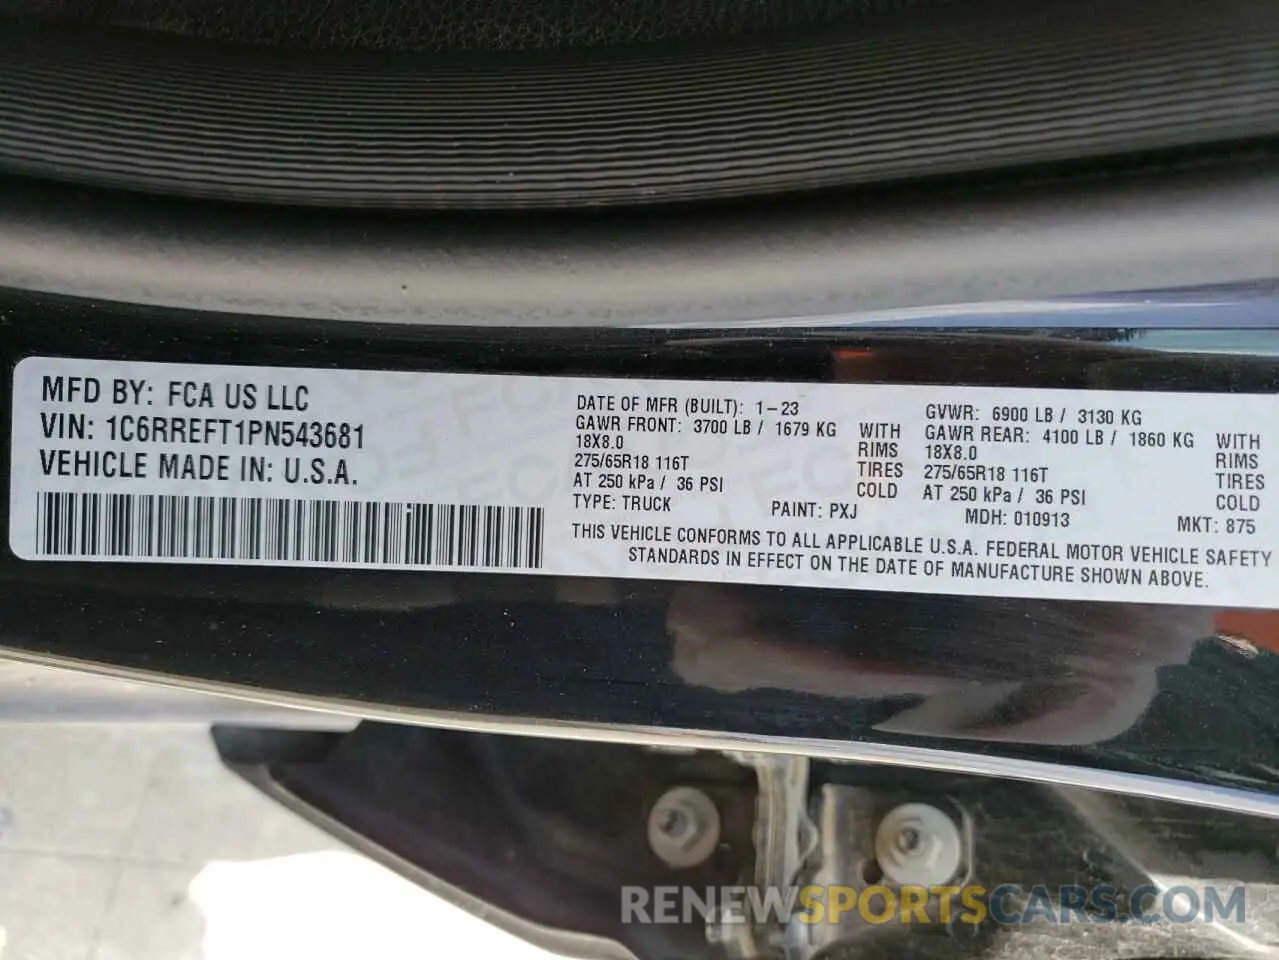 MFD BY: FCA US LLC
VIN: 1C6RREFT1PN543681
VEHICLE MADE IN: U.S.A.
DATE OF MFR (BUILT): 1-23
GAWR FRONT: 3700 LB / 1679 KG WITH
18X8.0 RIMS
275/65R18 116T TIRES
AT 250 kPa / 36 PSI COLD
GVWR: 6900 LB / 3130 KG
GAWR REAR: 4100 LB / 1860 KG WITH
18X8.0 RIMS
275/65R18 116T TIRES
AT 250 kPa / 36 PSI COLD
TYPE: TRUCK PAINT: PXJ MDH: 010913 MKT: 875
THIS VEHICLE CONFORMS TO ALL APPLICABLE U.S.A. FEDERAL MOTOR VEHICLE SAFETY
STANDARDS IN EFFECT ON THE DATE OF MANUFACTURE SHOWN ABOVE.
RENEWSPORTSCARS.COM